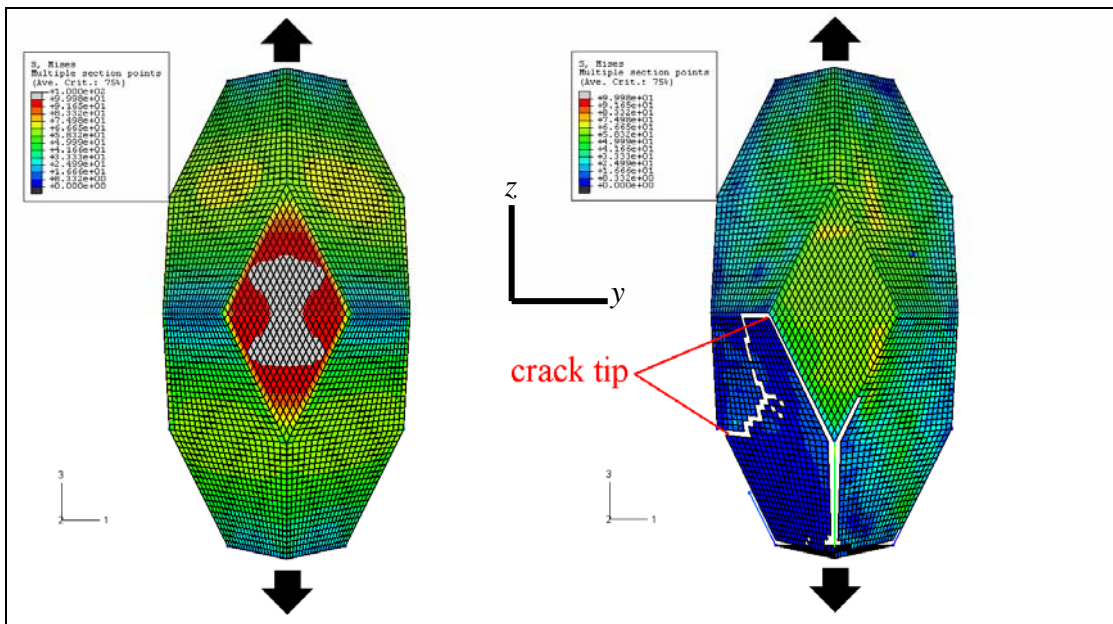 S, Mises
Multiple section points
(Ave. Crit.: 75%)
+1.000e+02
+9.998e+01
+9.165e+01
+8.332e+01
+7.498e+01
+6.665e+01
+5.832e+01
+4.999e+01
+4.166e+01
+3.333e+01
+2.499e+01
+1.666e+01
+8.332e+00
+0.000e+00
3
2
1
z
y
S, Mises
Multiple section points
(Ave. Crit.: 75%)
+9.998e+01
+9.165e+01
+8.332e+01
+7.498e+01
+6.665e+01
+5.832e+01
+4.999e+01
+4.166e+01
+3.333e+01
+2.499e+01
+1.666e+01
+8.332e+00
+0.000e+00
crack tip
3
2
1